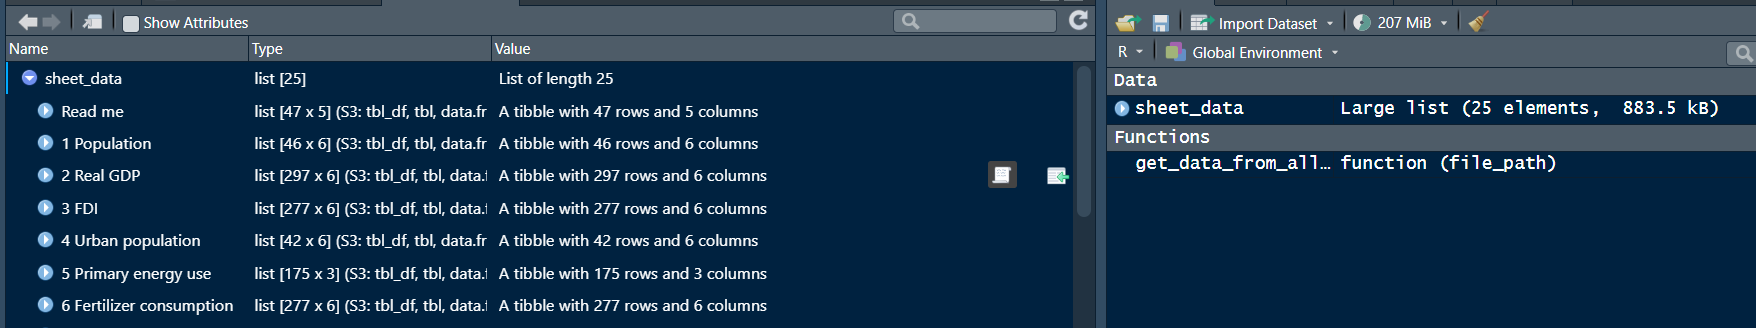 Show Attributes
Name Type Value
sheet_data list [25] List of length 25
Read me list [47 x 5] (S3: tbl_df, tbl, data.fr A tibble with 47 rows and 5 columns
1 Population list [46 x 6] (S3: tbl_df, tbl, data.fr A tibble with 46 rows and 6 columns
2 Real GDP list [297 x 6] (S3: tbl_df, tbl, data.f A tibble with 297 rows and 6 columns
3 FDI list [277 x 6] (S3: tbl_df, tbl, data.f A tibble with 277 rows and 6 columns
4 Urban population list [42 x 6] (S3: tbl_df, tbl, data.fr A tibble with 42 rows and 6 columns
5 Primary energy use list [175 x 3] (S3: tbl_df, tbl, data.f A tibble with 175 rows and 3 columns
6 Fertilizer consumption list [277 x 6] (S3: tbl_df, tbl, data.f A tibble with 277 rows and 6 columns
Import Dataset 207 MiB
R Global Environment
Data
sheet_data Large list (25 elements, 883.5 kB)
Functions
get_data_from_all… function (file_path)